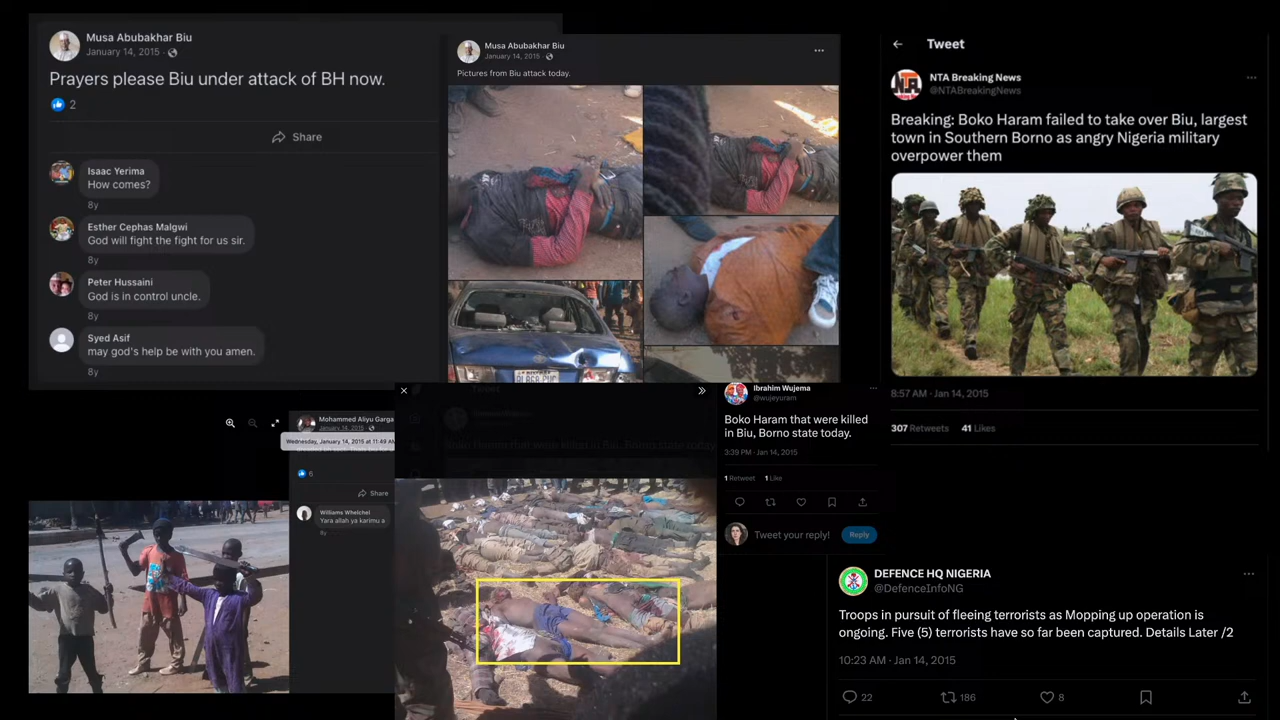 Musa Abubakhar Biu
January 14, 2015 ·
Prayers please Biu under attack of BH now.
2
Share
Isaac Yerima
How comes?
8y
Esther Cephas Malgwi
God will fight the fight for us sir.
8y
Peter Hussaini
God is in control uncle.
8y
Syed Asif
may god's help be with you amen.
8y
Musa Abubakhar Biu
January 14, 2015 ·
Pictures from Biu attack today.
Tweet
NTA
NTA Breaking News
@NTABreakingNews
Breaking: Boko Haram failed to take over Biu, largest
town in Southern Borno as angry Nigeria military
overpower them
8:57 AM · Jan 14, 2015
307 Retweets 41 Likes
Mohammed Aliyu Garga
January 14, 2015 ·
Wednesday, January 14, 2015 at 11:49 AM
6
Share
Williams Whelchel
Yara allah ya karimu a
8y
Ibrahim Wujema
@wujeyuram
Boko Haram that were killed
in Biu, Borno state today.
3:39 PM · Jan 14, 2015
1 Retweet 1 Like
Tweet your reply!
Reply
DEFENCE HQ NIGERIA
@DefenceInfoNG
Troops in pursuit of fleeing terrorists as Mopping up operation is
ongoing. Five (5) terrorists have so far been captured. Details Later /2
10:23 AM · Jan 14, 2015
22 186 8